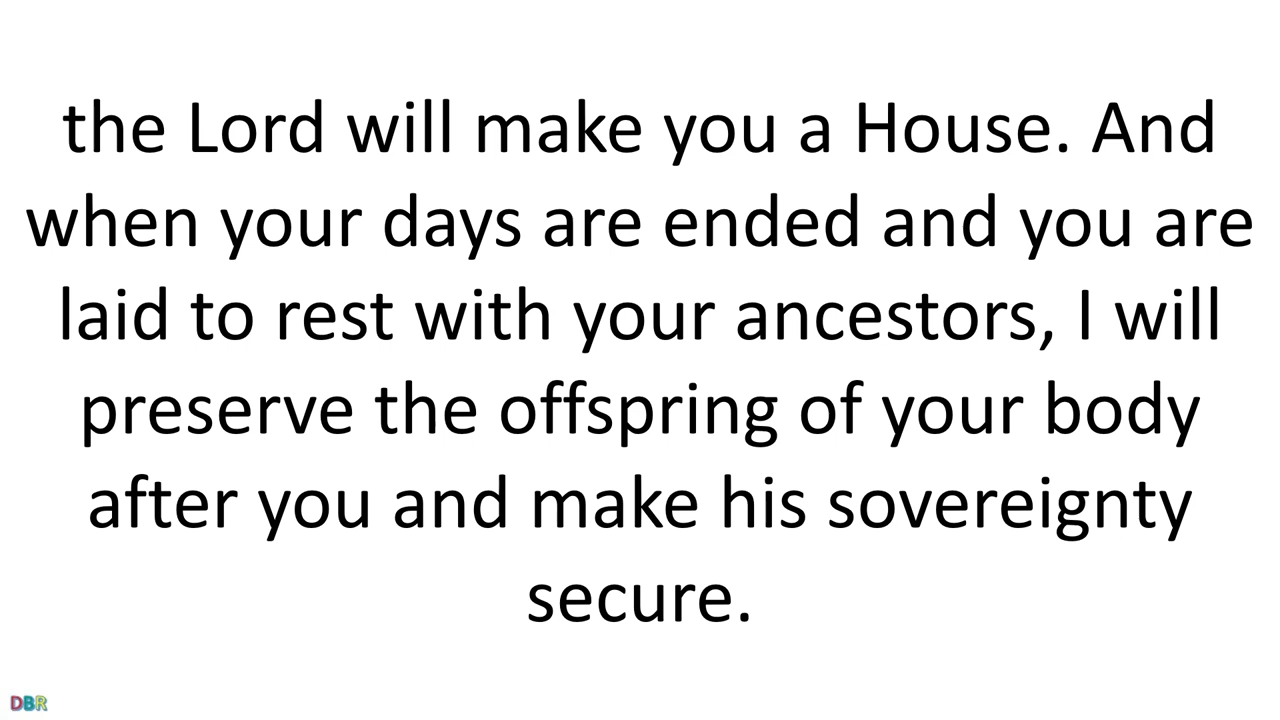 the Lord will make you a House. And
when your days are ended and you are
laid to rest with your ancestors, I will
preserve the offspring of your body
after you and make his sovereignty
secure.
DBR